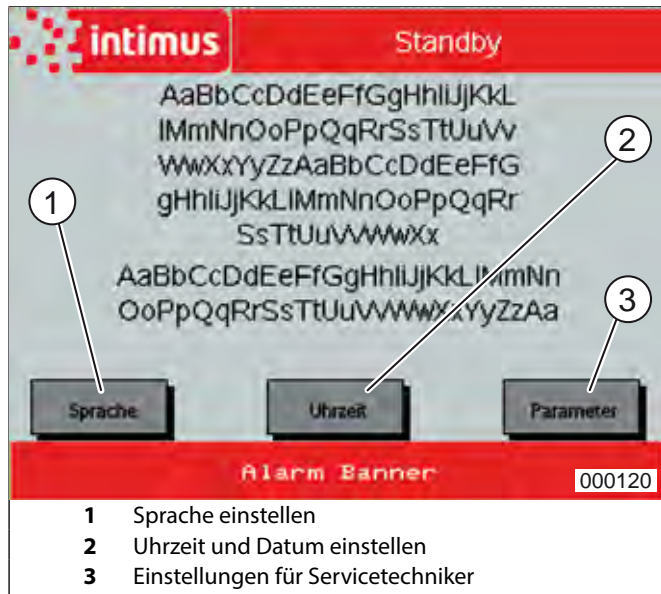 intimus
Standby
AaBbCcDdEeFfGgHhIiJjKkL
lMmNnOoPpQqRrSsTtUuVv
WwXxYyZzAaBbCcDdEeFfG
gHhIiJjKkLlMmNnOoPpQqRr
SsTtUuVvWwXx
AaBbCcDdEeFfGgHhIiJjKkLlMmNn
OoPpQqRrSsTtUuVvWwXxYyZzAa
1
2
3
Sprache
Uhrzeit
Parameter
Alarm Banner
000120
1 Sprache einstellen
2 Uhrzeit und Datum einstellen
3 Einstellungen für Servicetechniker